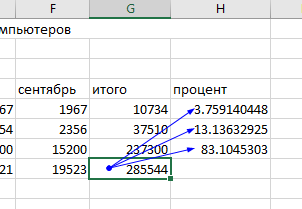 F G H
мпьютеров
сентябрь итого процент
67 1967 10734 3.759140448
54 2356 37510 13.13632925
00 15200 237300 83.1045303
21 19523 285544